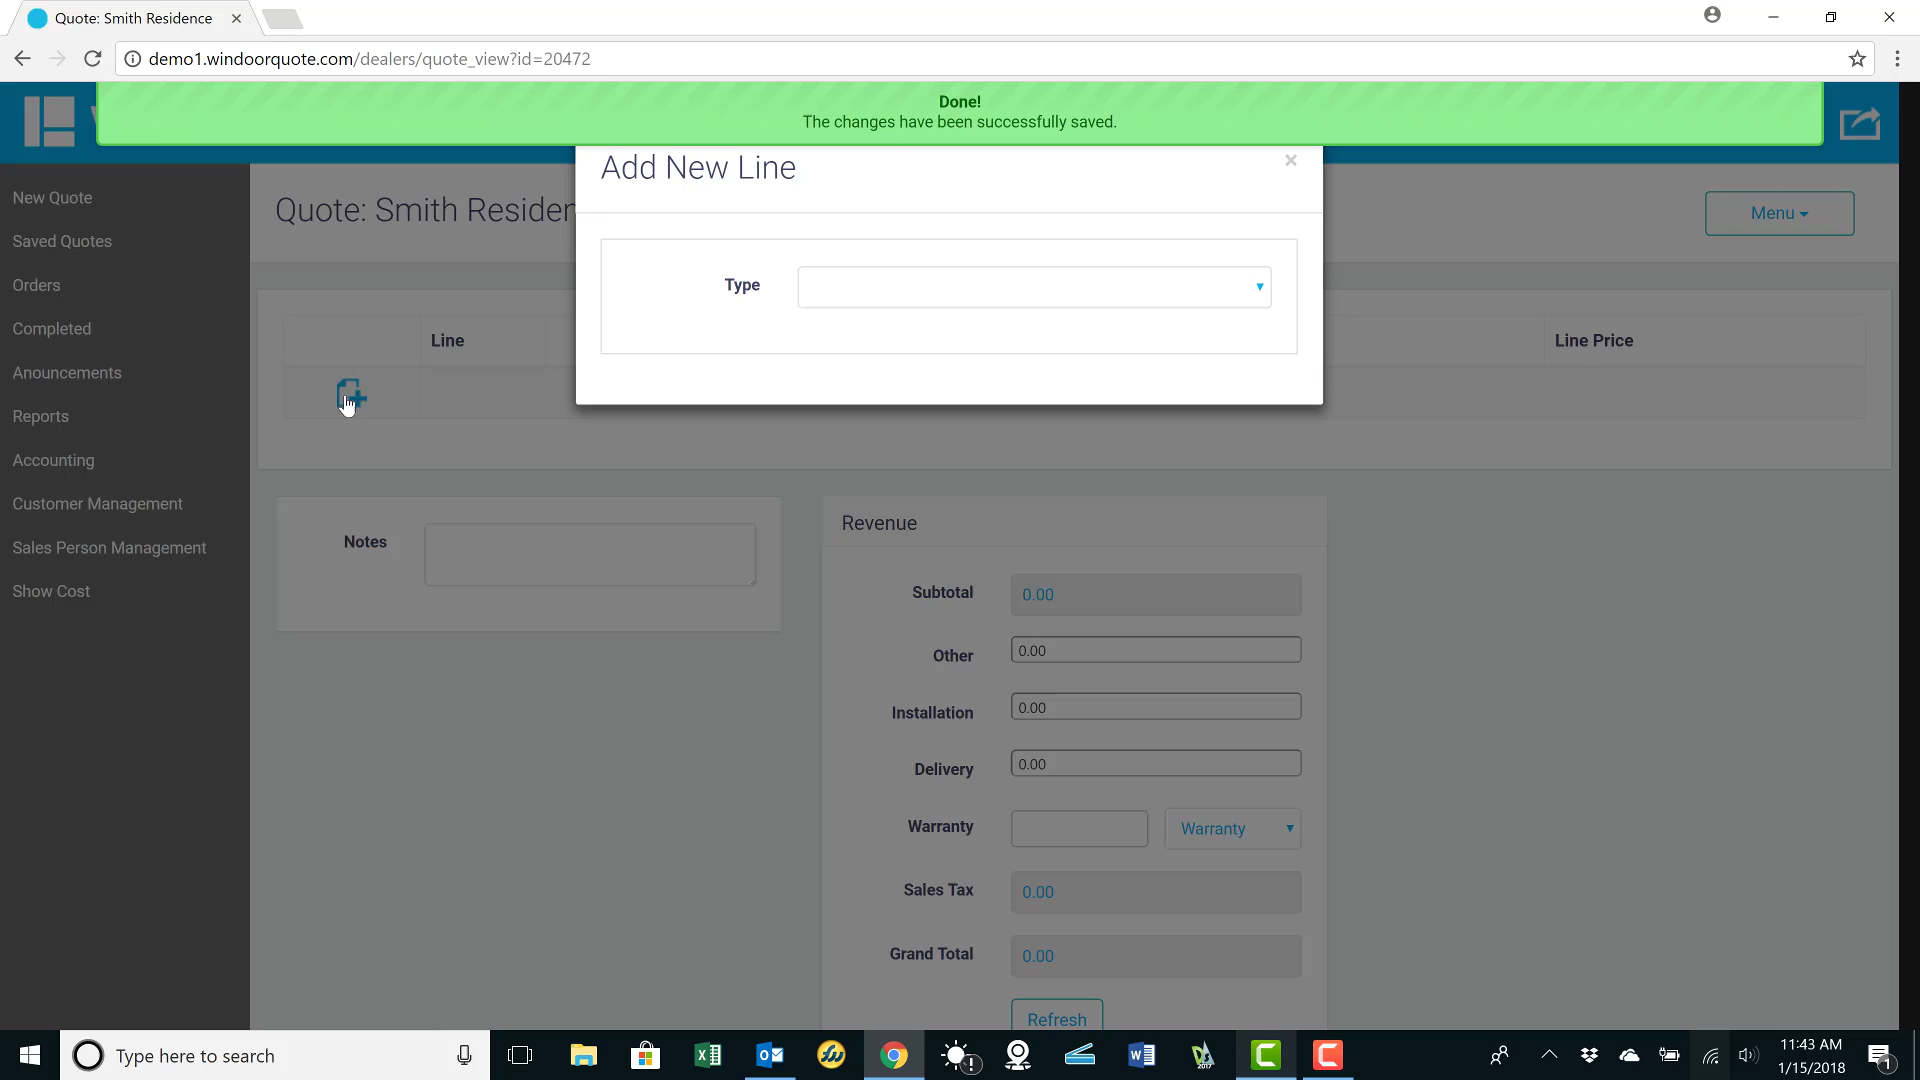 Quote: Smith Residence
demo1.windoorquote.com/dealers/quote_view?id=20472
Done!
The changes have been successfully saved.
Add New Line
×
New Quote
Saved Quotes
Orders
Completed
Anouncements
Reports
Accounting
Customer Management
Sales Person Management
Show Cost
Quote: Smith Residen
Menu
Type
Line
Line Price
Notes
Revenue
Subtotal
0.00
Other
0.00
Installation
0.00
Delivery
0.00
Warranty
Warranty
Sales Tax
0.00
Grand Total
0.00
Refresh
Type here to search
11:43 AM
1/15/2018
1